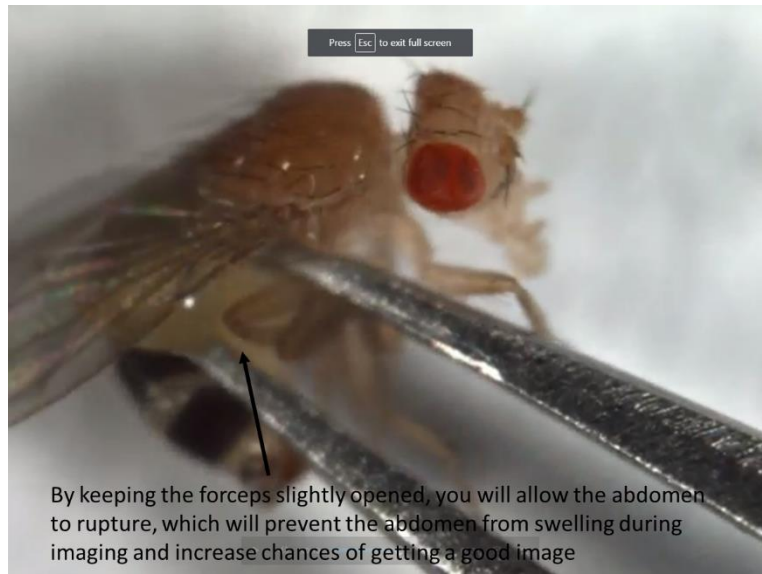 Press Esc to exit full screen
By keeping the forceps slightly opened, you will allow the abdomen
to rupture, which will prevent the abdomen from swelling during
imaging and increase chances of getting a good image